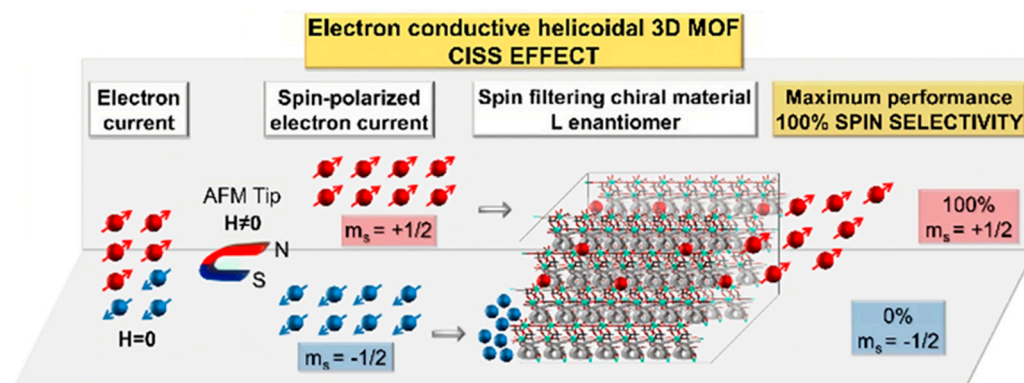 Electron conductive helicoidal 3D MOF
CISS EFFECT
Electron
current
Spin-polarized
electron current
Spin filtering chiral material
L enantiomer
Maximum performance
100% SPIN SELECTIVITY
AFM Tip
H≠0
N
S
H=0
mₛ = +1/2
mₛ = -1/2
100%
mₛ = +1/2
0%
mₛ = -1/2